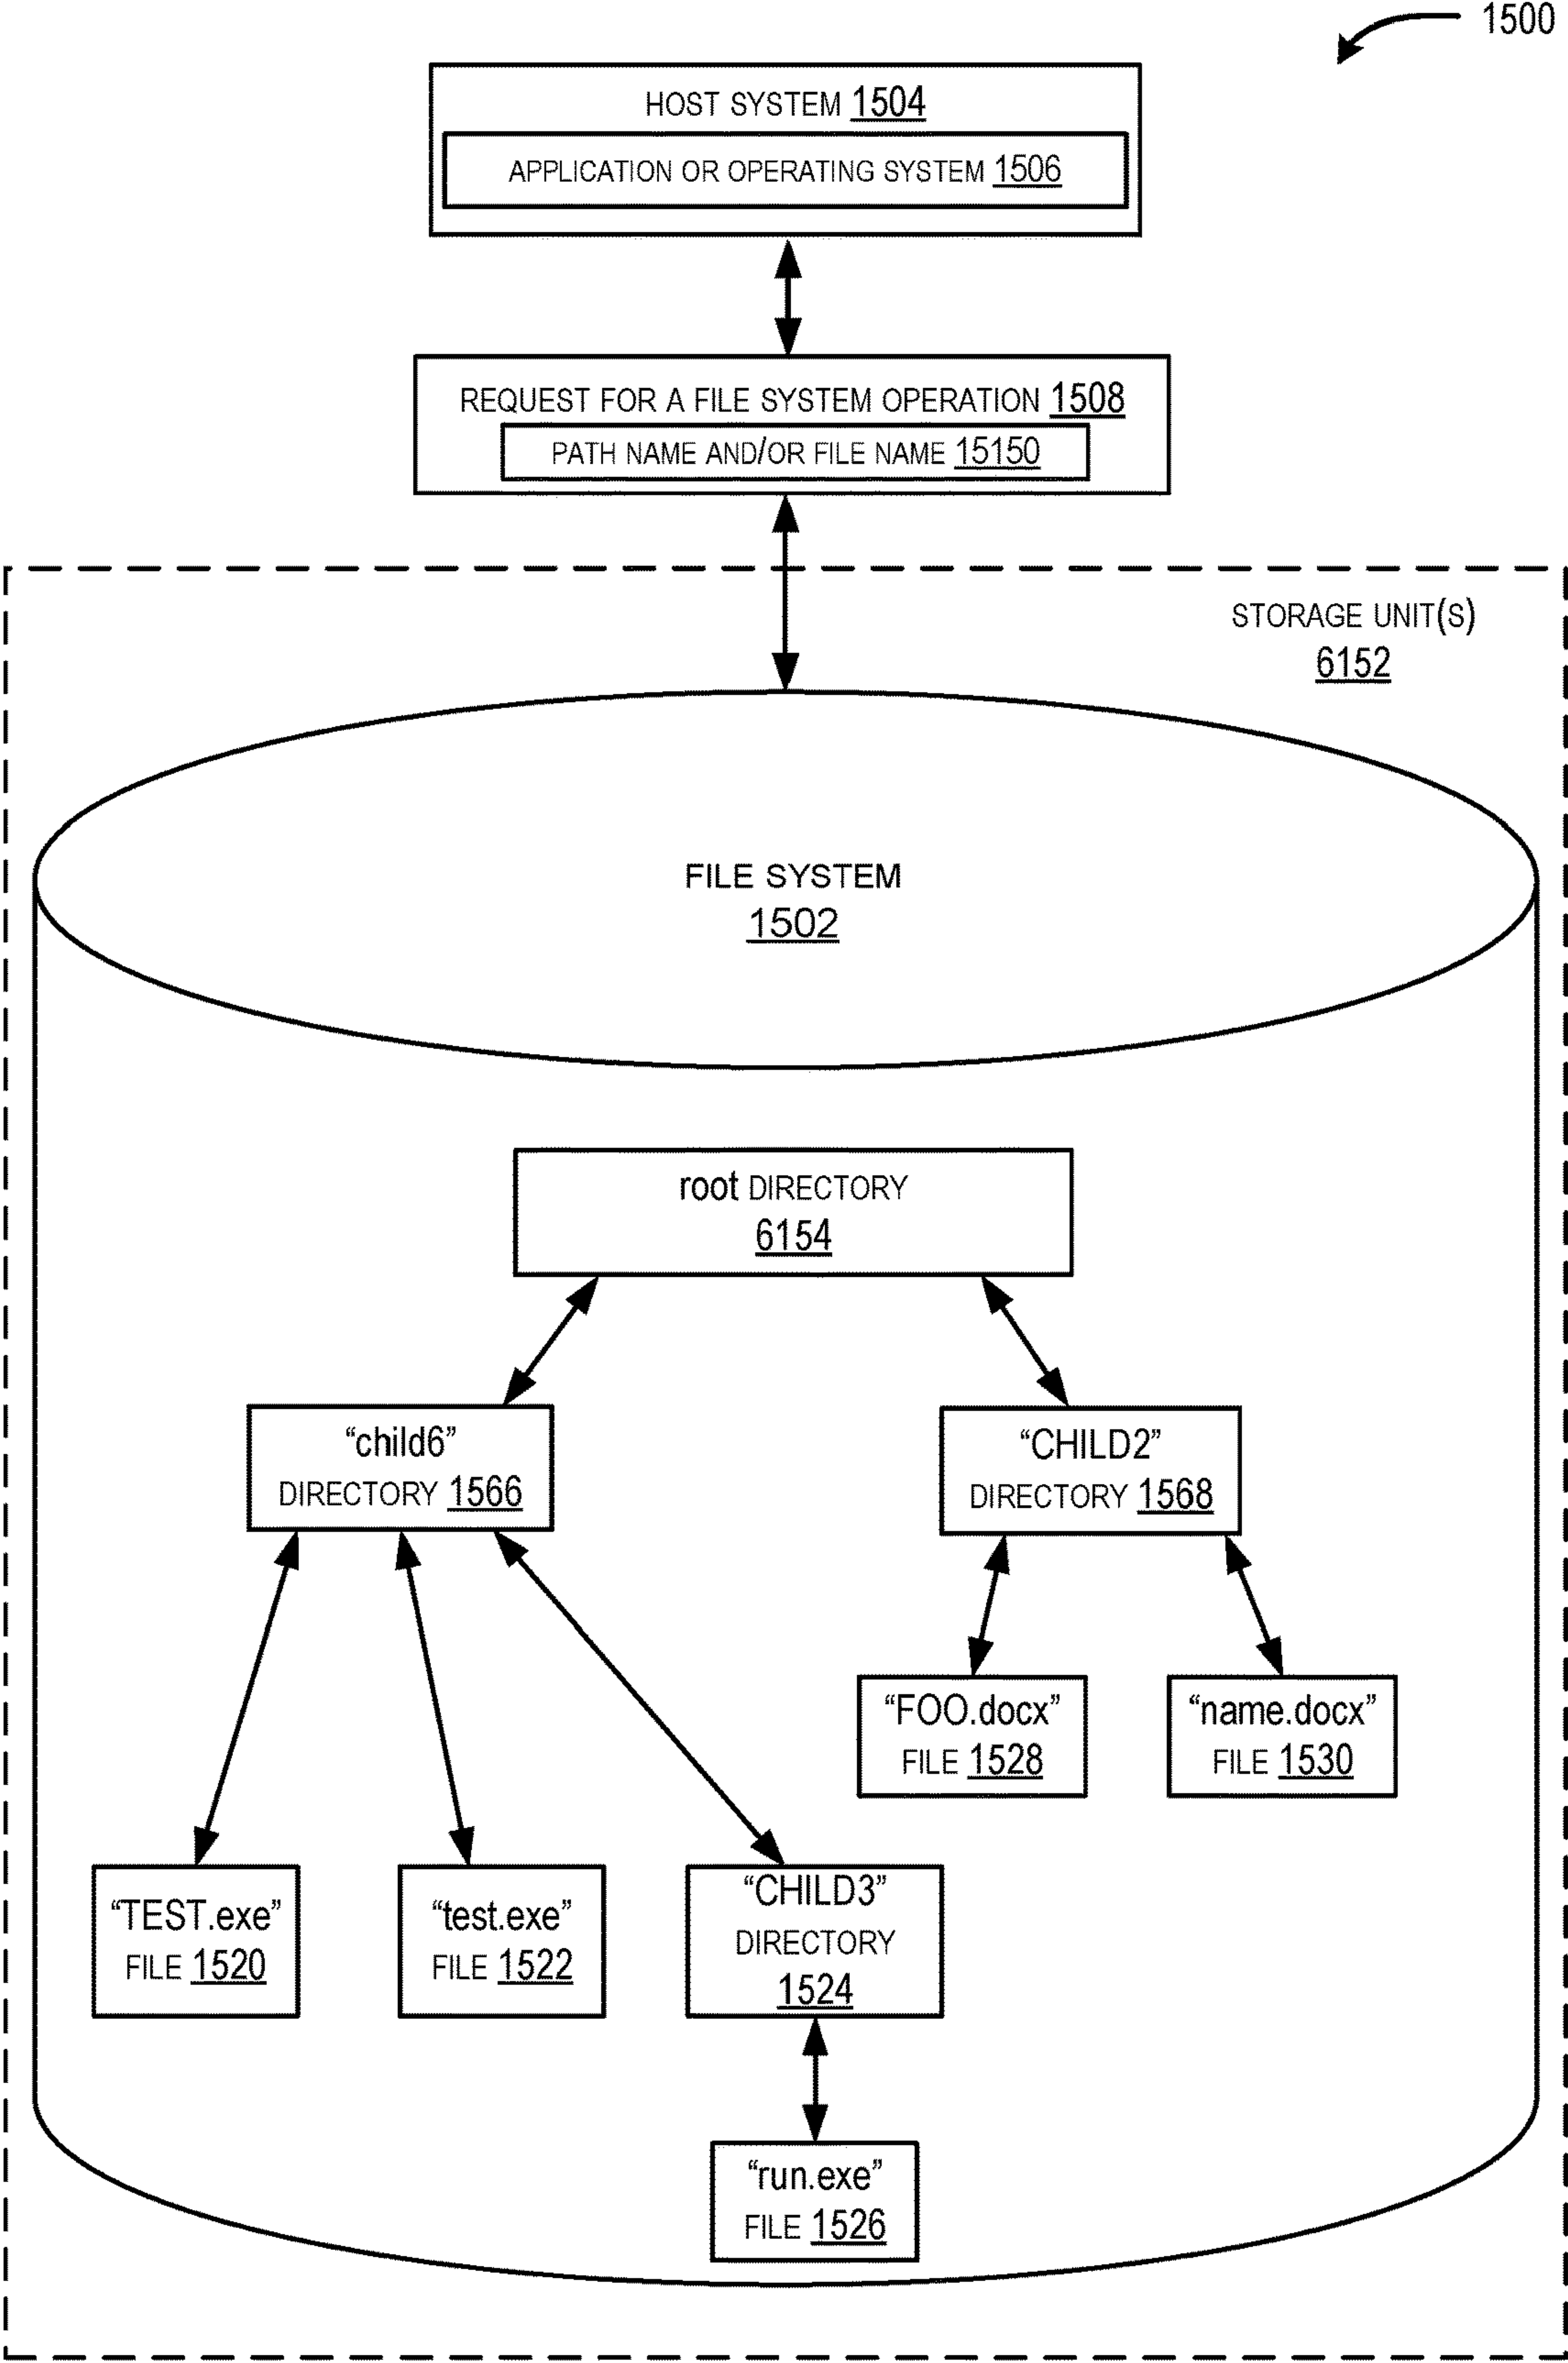 1500
HOST SYSTEM 1504
APPLICATION OR OPERATING SYSTEM 1506
REQUEST FOR A FILE SYSTEM OPERATION 1508
PATH NAME AND/OR FILE NAME 15150
STORAGE UNIT(S)
6152
FILE SYSTEM
1502
root DIRECTORY
6154
“child6”
DIRECTORY 1566
“CHILD2”
DIRECTORY 1568
“FOO.docx”
FILE 1528
“name.docx”
FILE 1530
“TEST.exe”
FILE 1520
“test.exe”
FILE 1522
“CHILD3”
DIRECTORY
1524
“run.exe”
FILE 1526